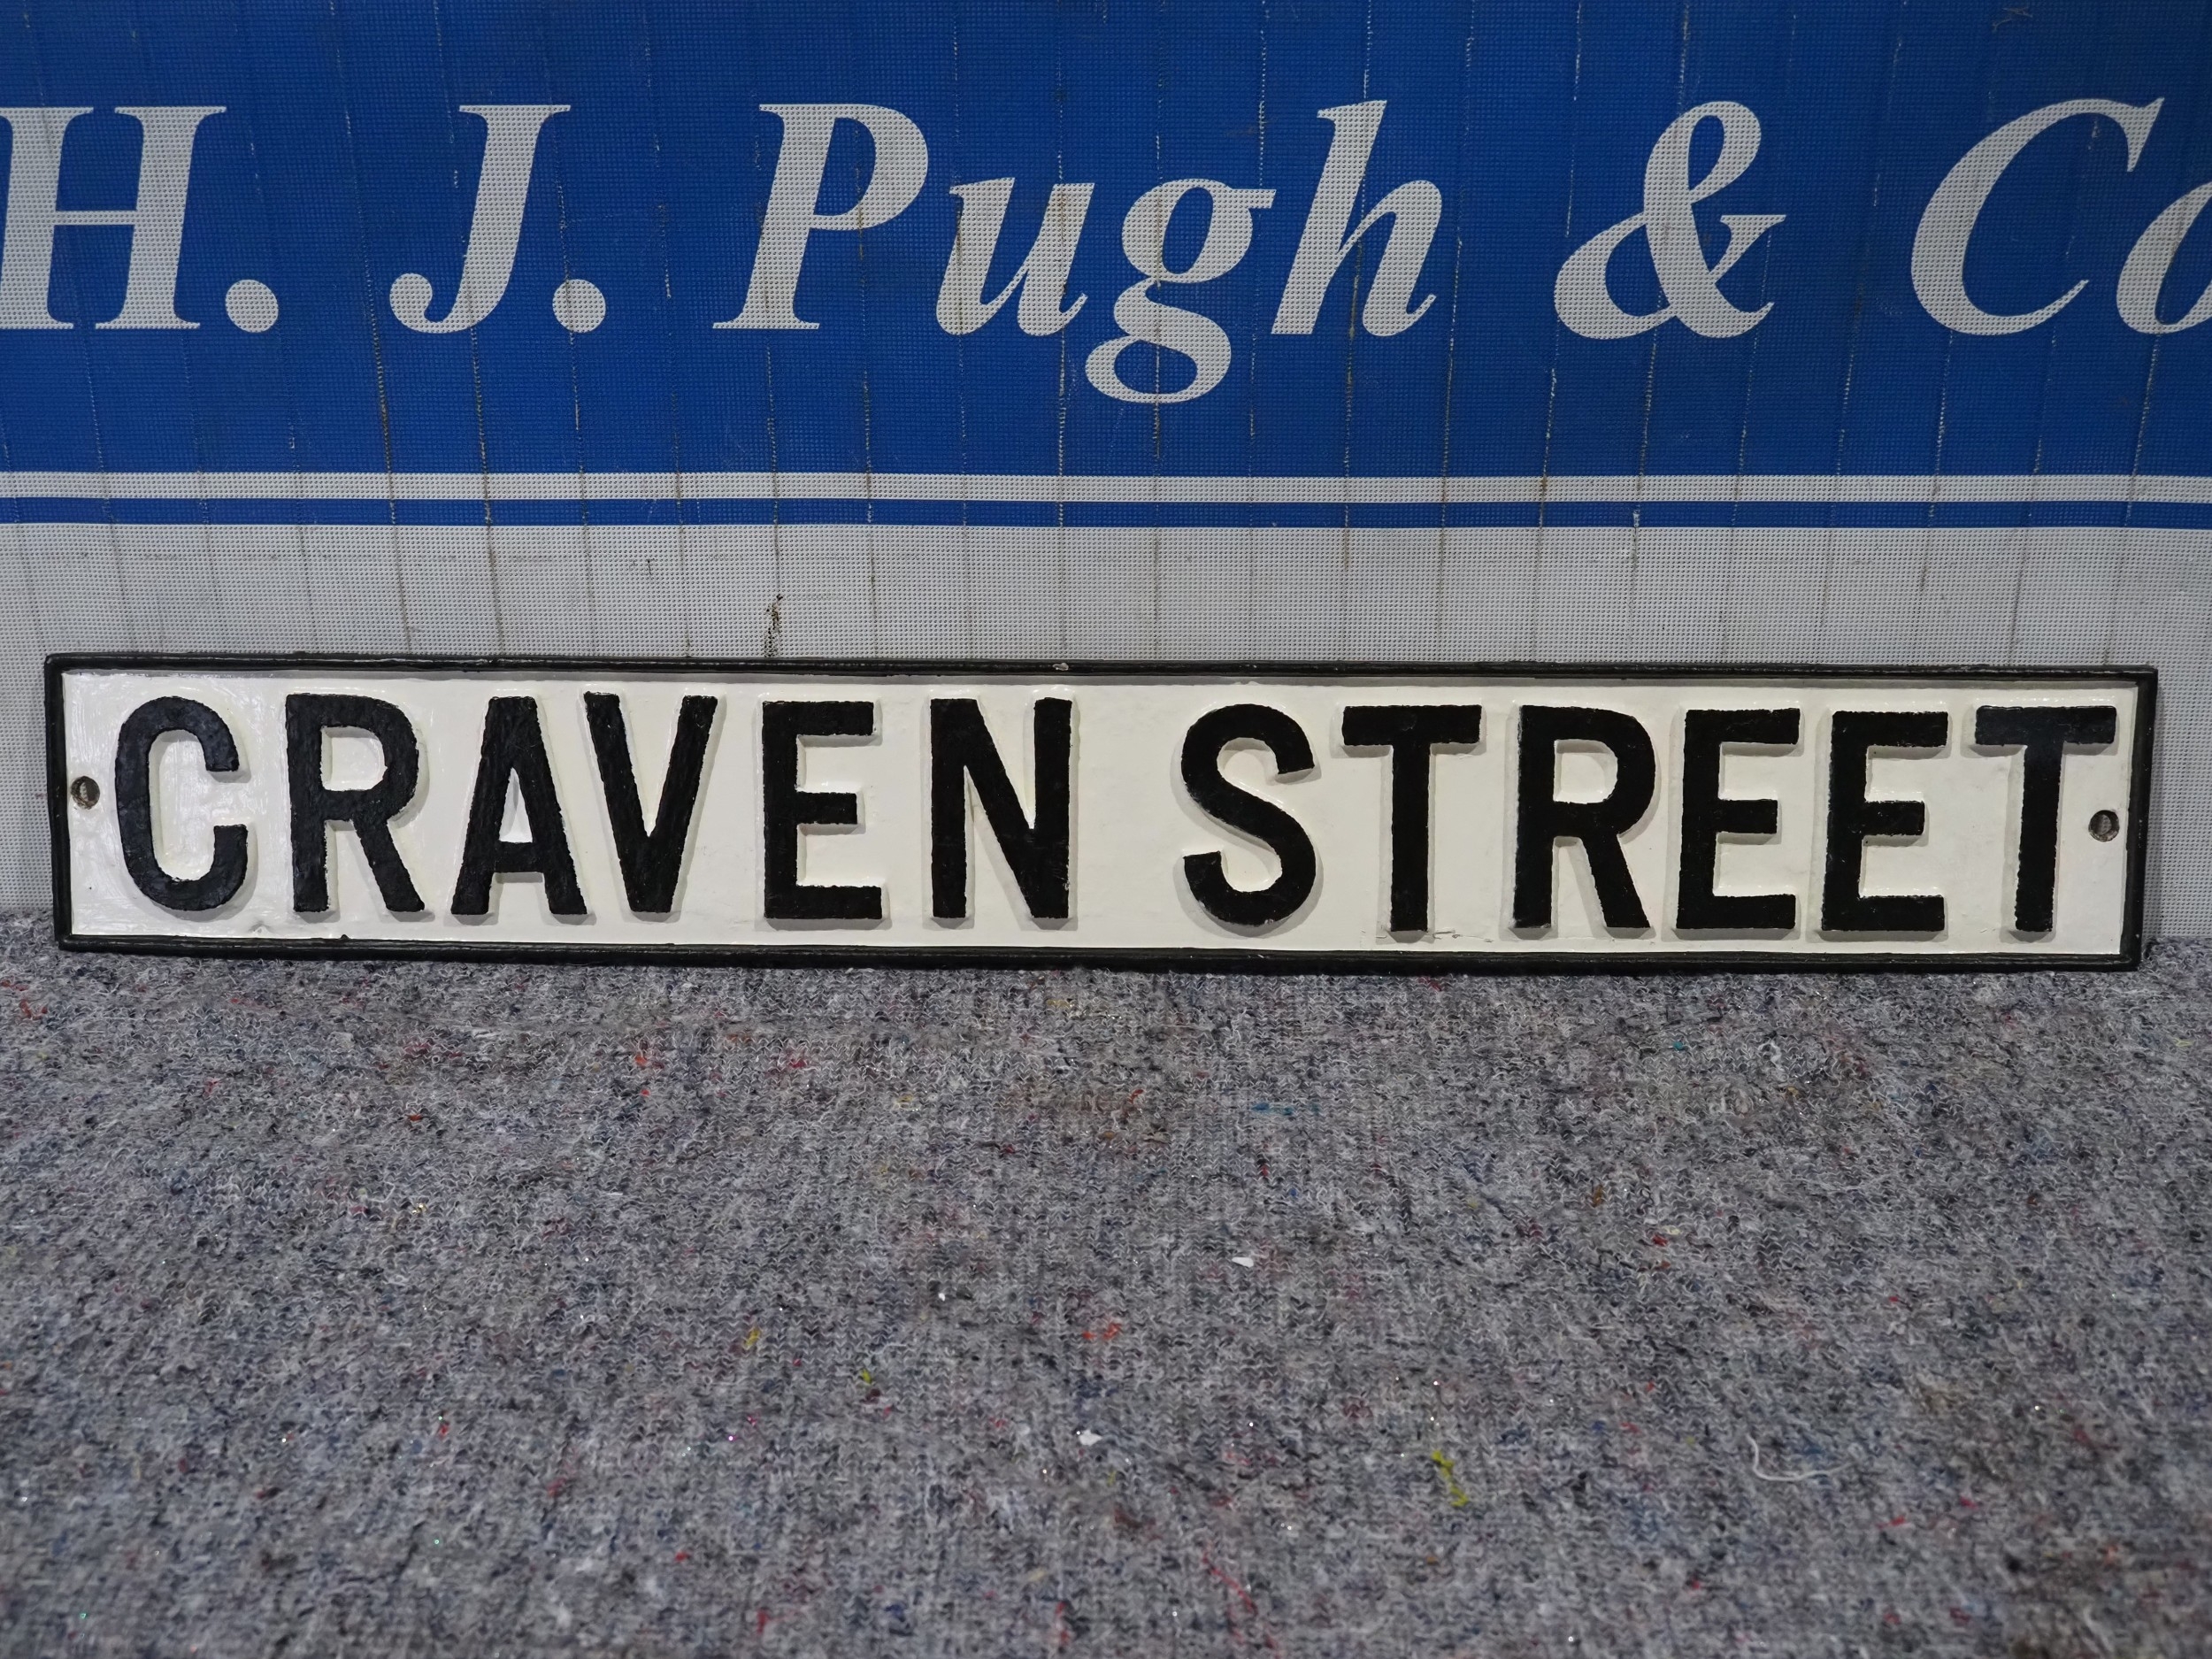 H. J. Pugh & Co
CRAVEN STREET